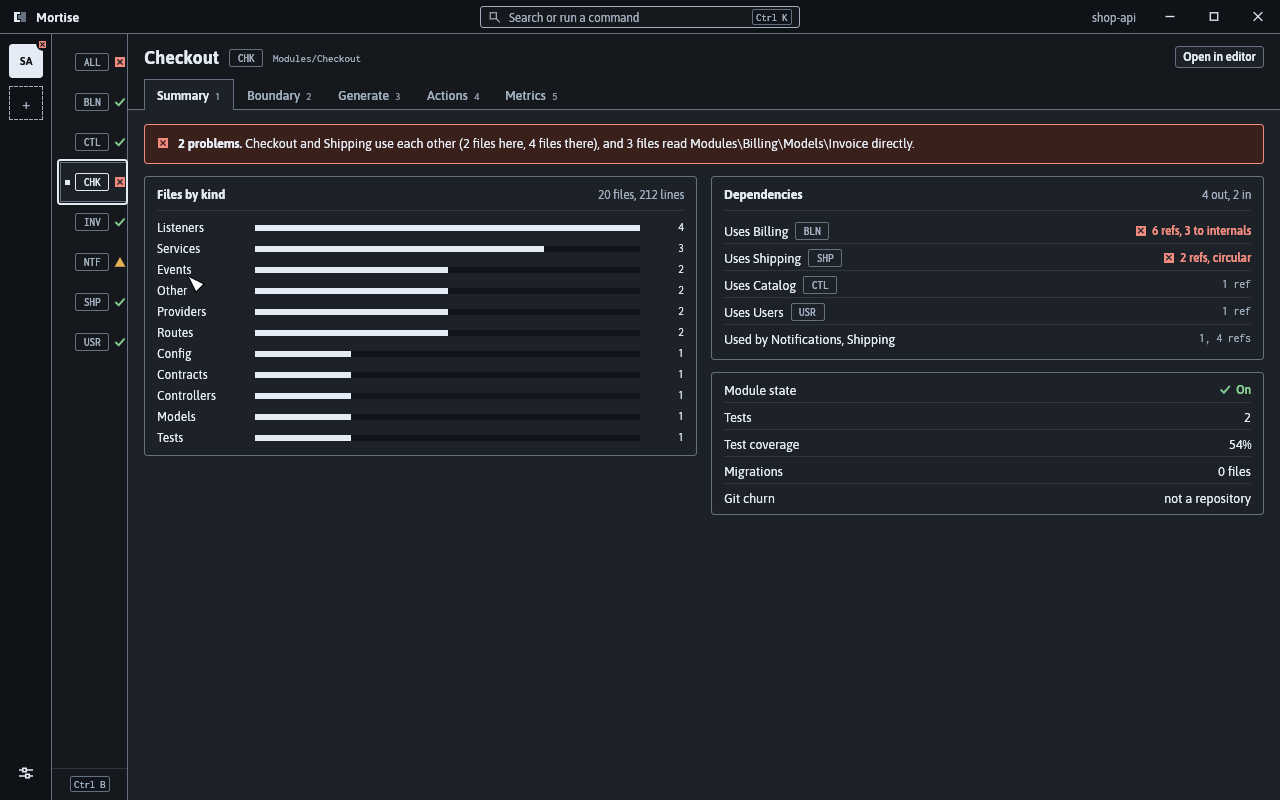 Mortise
Search or run a command
Ctrl K
shop-api
SA
+
ALL
BLN
CTL
CHK
INV
NTF
SHP
USR
Ctrl B
Checkout CHK Modules/Checkout
Open in editor
Summary 1 Boundary 2 Generate 3 Actions 4 Metrics 5
2 problems. Checkout and Shipping use each other (2 files here, 4 files there), and 3 files read Modules\Billing\Models\Invoice directly.
Files by kind 20 files, 212 lines
Listeners 4
Services 3
Events 2
Other 2
Providers 2
Routes 2
Config 1
Contracts 1
Controllers 1
Models 1
Tests 1
Dependencies 4 out, 2 in
Uses Billing BLN 6 refs, 3 to internals
Uses Shipping SHP 2 refs, circular
Uses Catalog CTL 1 ref
Uses Users USR 1 ref
Used by Notifications, Shipping 1, 4 refs
Module state On
Tests 2
Test coverage 54%
Migrations 0 files
Git churn not a repository